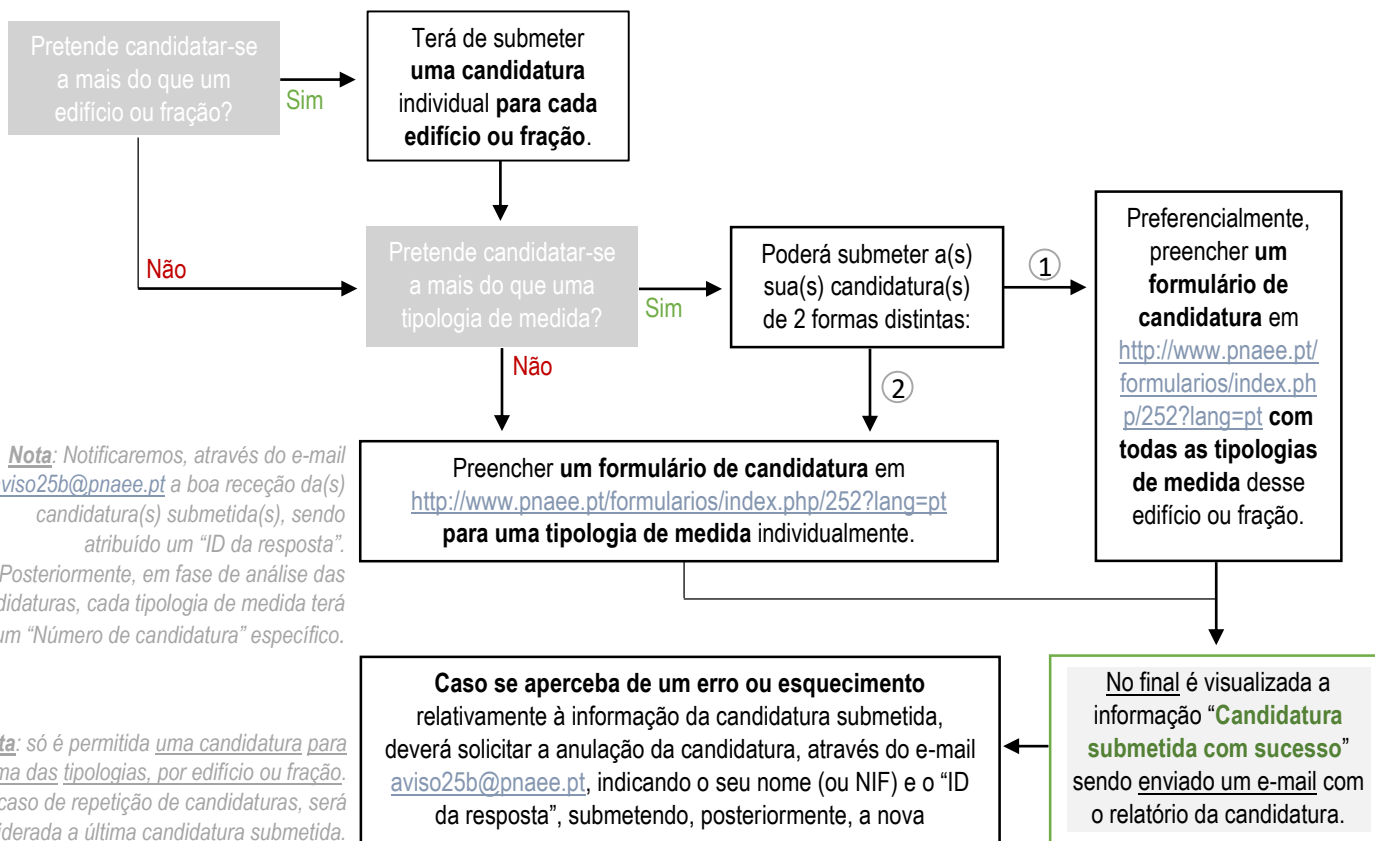 Pretende candidatar-se
a mais do que um
edifício ou fração?
Sim
Terá de submeter
uma candidatura
individual para cada
edifício ou fração.
Não
Pretende candidatar-se
a mais do que uma
tipologia de medida?
Sim
Não
Poderá submeter a(s)
sua(s) candidatura(s)
de 2 formas distintas:
1
2
Preferencialmente,
preencher um
formulário de
candidatura em
http://www.pnaee.pt/
formularios/index.ph
p/252?lang=pt com
todas as tipologias
de medida desse
edifício ou fração.
Preencher um formulário de candidatura em
http://www.pnaee.pt/formularios/index.php/252?lang=pt
para uma tipologia de medida individualmente.
Nota: Notificaremos, através do e-mail
aviso25b@pnaee.pt a boa receção da(s)
candidatura(s) submetida(s), sendo
atribuído um “ID da resposta”.
Posteriormente, em fase de análise das
didaturas, cada tipologia de medida terá
um “Número de candidatura” específico.
ta: só é permitida uma candidatura para
ma das tipologias, por edifício ou fração.
caso de repetição de candidaturas, será
siderada a última candidatura submetida.
Caso se aperceba de um erro ou esquecimento
relativamente à informação da candidatura submetida,
deverá solicitar a anulação da candidatura, através do e-mail
aviso25b@pnaee.pt, indicando o seu nome (ou NIF) e o “ID
da resposta”, submetendo, posteriormente, a nova
No final é visualizada a
informação “Candidatura
submetida com sucesso”
sendo enviado um e-mail com
o relatório da candidatura.